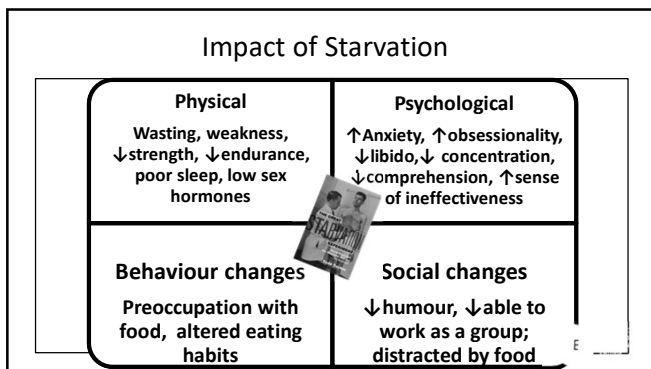 Impact of Starvation
Physical
Wasting, weakness,
↓strength, ↓endurance,
poor sleep, low sex
hormones
Psychological
↑Anxiety, ↑obsessionality,
↓libido,↓ concentration,
↓comprehension, ↑sense
of ineffectiveness
STARVATION
Behaviour changes
Preoccupation with
food, altered eating
habits
Social changes
↓humour, ↓able to
work as a group;
distracted by food
E